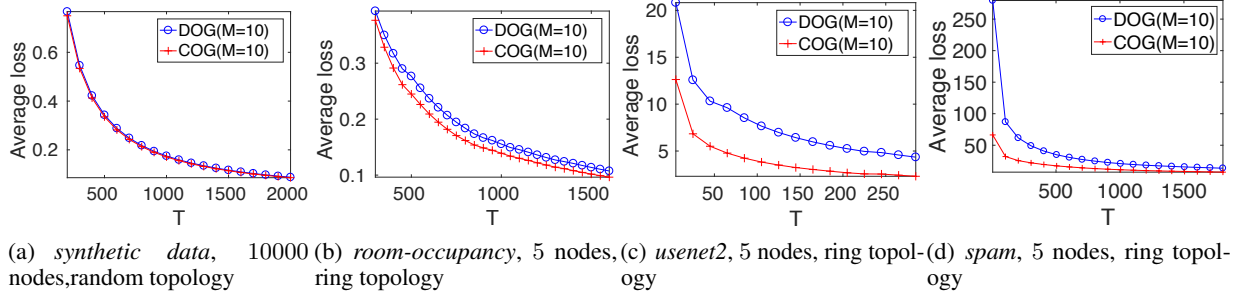 0.6
0.4
0.2
500 1000 1500 2000
T
Average loss
DOG(M=10)
COG(M=10)
0.3
0.2
0.1
500 1000 1500
T
Average loss
DOG(M=10)
COG(M=10)
20
15
10
5
50 100 150 200 250
T
Average loss
DOG(M=10)
COG(M=10)
250
200
150
100
50
500 1000 1500
T
Average loss
DOG(M=10)
COG(M=10)
(a) synthetic data, 10000
nodes,random topology
(b) room-occupancy, 5 nodes,
ring topology
(c) usenet2, 5 nodes, ring topol-
ogy
(d) spam, 5 nodes, ring topol-
ogy